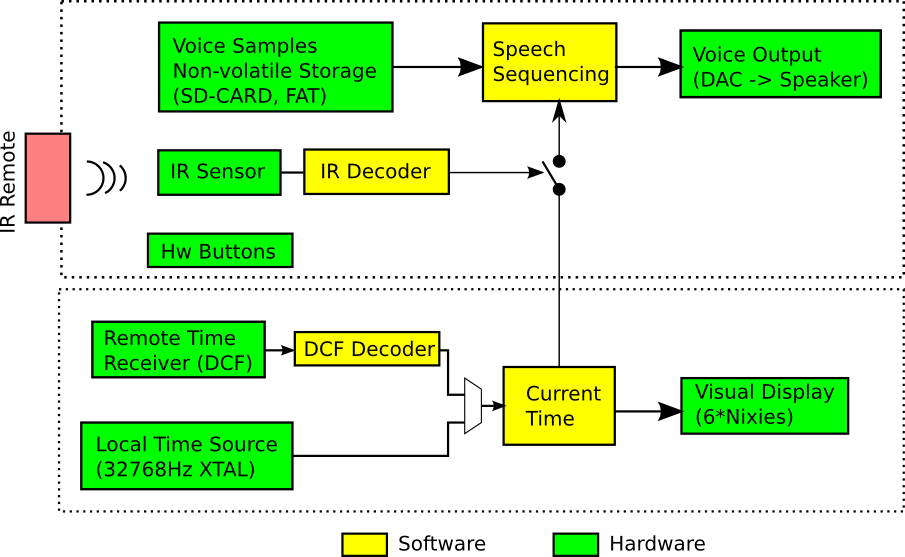 Voice Samples
Non-volatile Storage
(SD-CARD, FAT)
Speech
Sequencing
Voice Output
(DAC -> Speaker)
IR Remote
IR Sensor
IR Decoder
Hw Buttons
Remote Time
Receiver (DCF)
DCF Decoder
Current
Time
Visual Display
(6*Nixies)
Local Time Source
(32768Hz XTAL)
Software
Hardware